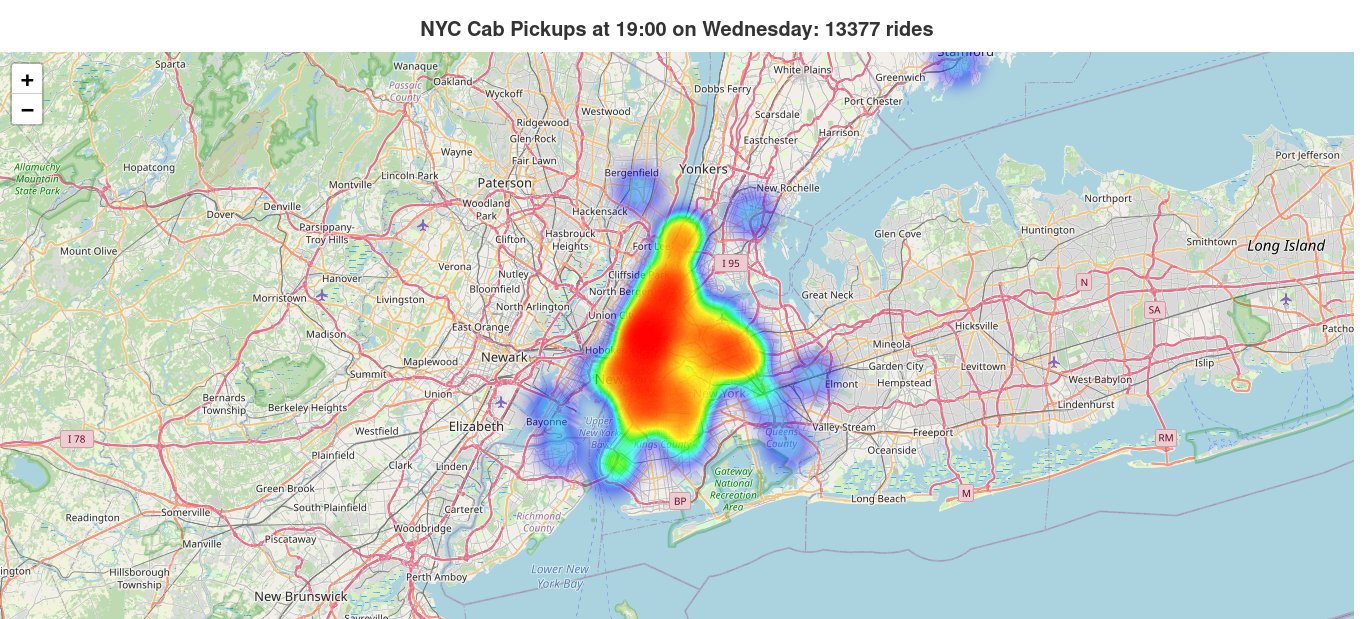 NYC Cab Pickups at 19:00 on Wednesday: 13377 rides
+
−
Sparta
Wanaque
Oakland
Passaic
County
Wyckoff
Westwood
Dobbs Ferry
White Plains
Greenwich
Stamford
Port Chester
Scarsdale
Harrison
Eastchester
Ridgewood
Glen Rock
Fair Lawn
Wayne
Hopatcong
Allamuchy
Mountain
State Park
Lincoln Park
Montville
Paterson
Bergenfield
Yonkers
New Rochelle
Port Jefferson
Northport
Woodland
Park
Hackensack
Denville
Dover
Parsippany-
Troy Hills
Clifton
Hasbrouck
Heights
Fort Lee
Glen Cove
Huntington
Smithtown
Long Island
Mount Olive
Verona
Nutley
Bloomfield
Cliffside Park
I 95
Hanover
North Arlington
North Bergen
Great Neck
N
SA
Morristown
Livingston
Union City
East Orange
Madison
Hicksville
Patcho
Mineola
Maplewood
Newark
Hoboken
Garden City
Levittown
Islip
Summit
New York
Elmont
Hempstead
West Babylon
Bernards
Township
Berkeley Heights
Union
New York
Lindenhurst
Bayonne
Upper
New York
Bay
Elizabeth
Kings County
Queens
County
Valley Stream
Freeport
I 78
Westfield
RM
Plainfield
Oceanside
Clark
Linden
Gateway
National
Recreation
Area
Green Brook
BP
Long Beach
M
Somerville
South Plainfield
Carteret
Readington
Richmond
County
Woodbridge
Manville
Piscataway
ington
Hillsborough
Township
Perth Amboy
Lower New
York Bay
New Brunswick
Sayreville